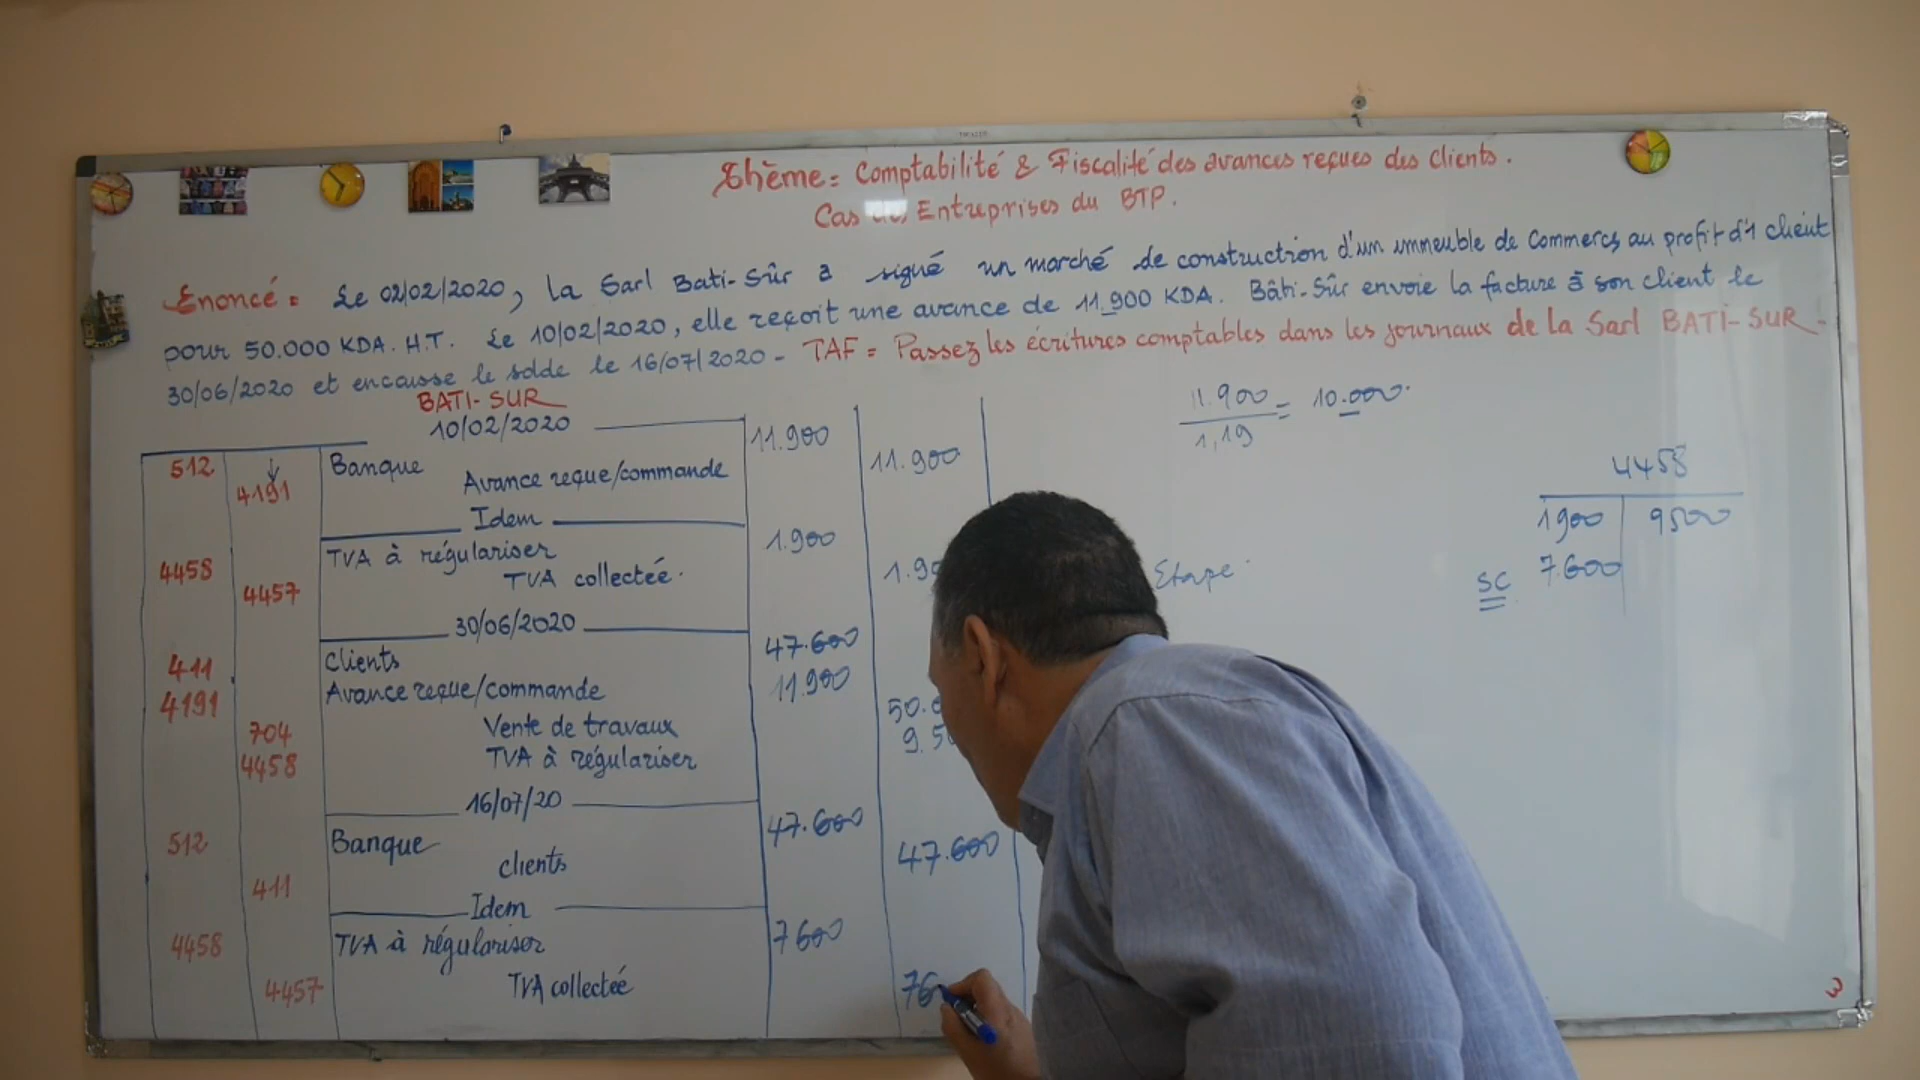 Thème = Comptabilité & Fiscalité des avances reçues des Clients.
Cas des Entreprises du BTP.
Enoncé = Le 02/02/2020, la Sarl Bati-Sûr a signé un marché de construction d'un immeuble de Commerces au profit d'1 client
pour 50.000 KDA. H.T. Le 10/02/2020, elle reçoit une avance de 11.900 KDA. Bâti-Sûr envoie la facture à son client le
30/06/2020 et encaisse le solde le 16/07/2020 - TAF = Passez les écritures comptables dans les journaux de la Sarl BATI-SUR -
BATI-SUR
10/02/2020
512 Banque 11.900
4191 Avance reçue/commande 11.900
Idem
4458 TVA à régulariser 1.900
4457 TVA collectée. 1.9
30/06/2020
411 Clients 47.600
4191 Avance reçue/commande 11.900
704 Vente de travaux 50.
4458 TVA à régulariser 9.5
16/07/20
512 Banque 47.600
411 clients 47.600
Idem
4458 TVA à régulariser 7600
4457 TVA collectée 76
11.900 = 10.000.
1,19
Etape.
4458
1900 9500
SC 7.600
3